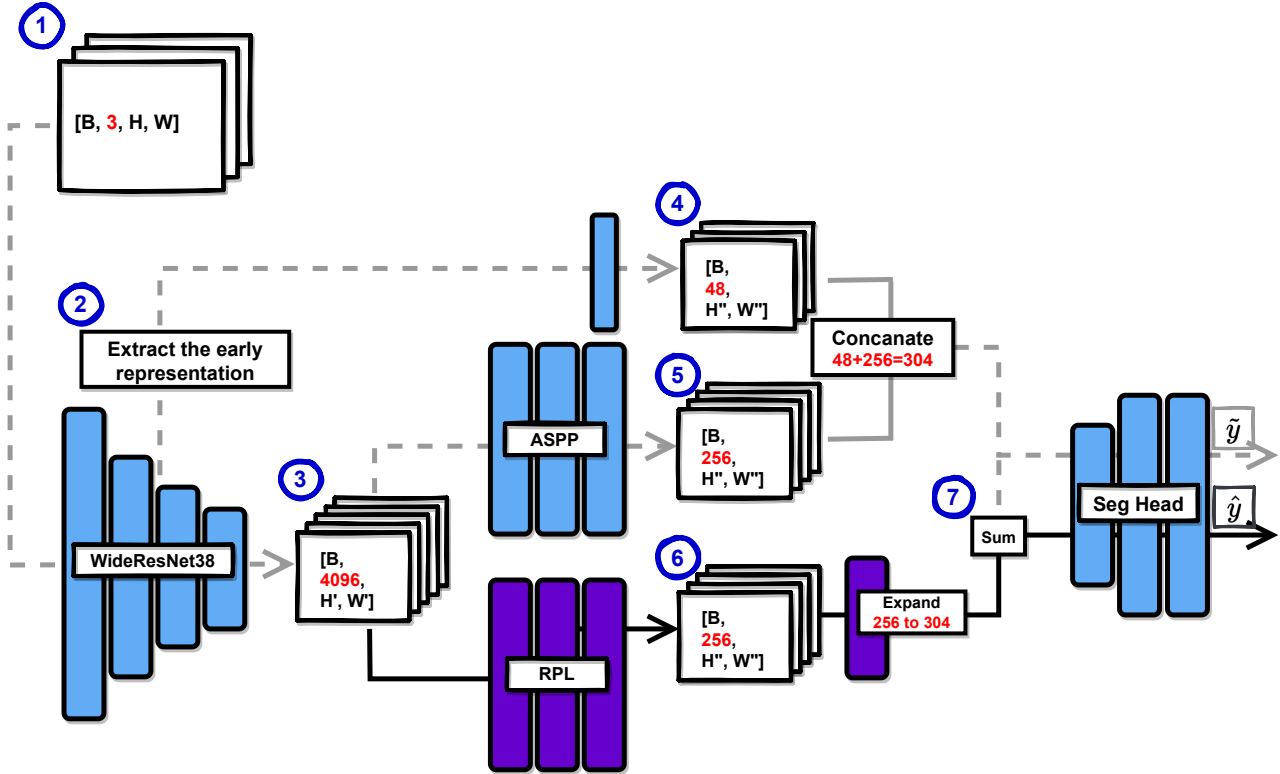 1
[B, 3, H, W]
2
Extract the early
representation
WideResNet38
3
[B,
4096,
H', W']
4
[B,
48,
H'', W'']
5
[B,
256,
H'', W'']
ASPP
Concanate
48+256=304
RPL
6
[B,
256,
H'', W'']
Expand
256 to 304
7
Sum
Seg Head
ỹ
ŷ